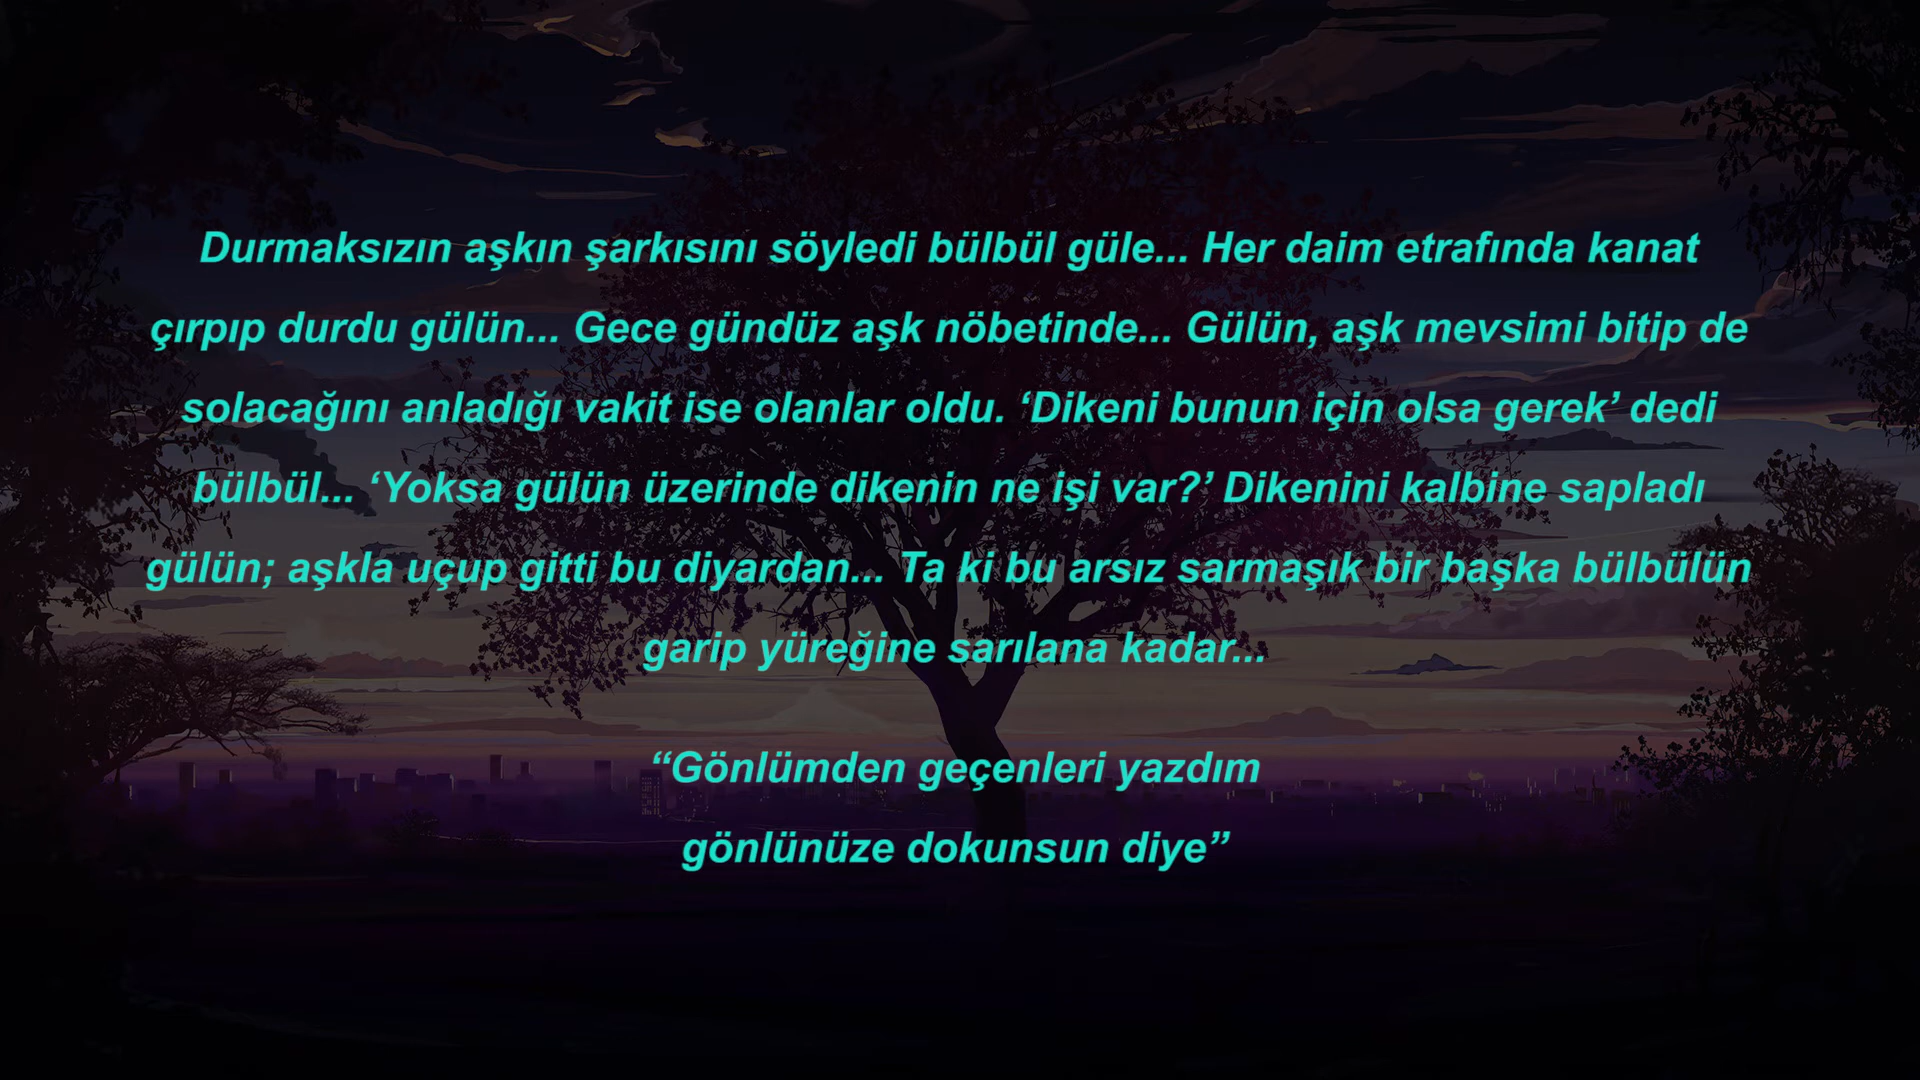 Durmaksızın aşkın şarkısını söyledi bülbül güle... Her daim etrafında kanat
çırpıp durdu gülün... Gece gündüz aşk nöbetinde... Gülün, aşk mevsimi bitip de
solacağını anladığı vakit ise olanlar oldu. ‘Dikeni bunun için olsa gerek’ dedi
bülbül... ‘Yoksa gülün üzerinde dikenin ne işi var?’ Dikenini kalbine sapladı
gülün; aşkla uçup gitti bu diyardan... Ta ki bu arsız sarmaşık bir başka bülbülün
garip yüreğine sarılana kadar...
“Gönlümden geçenleri yazdım
gönlünüze dokunsun diye”